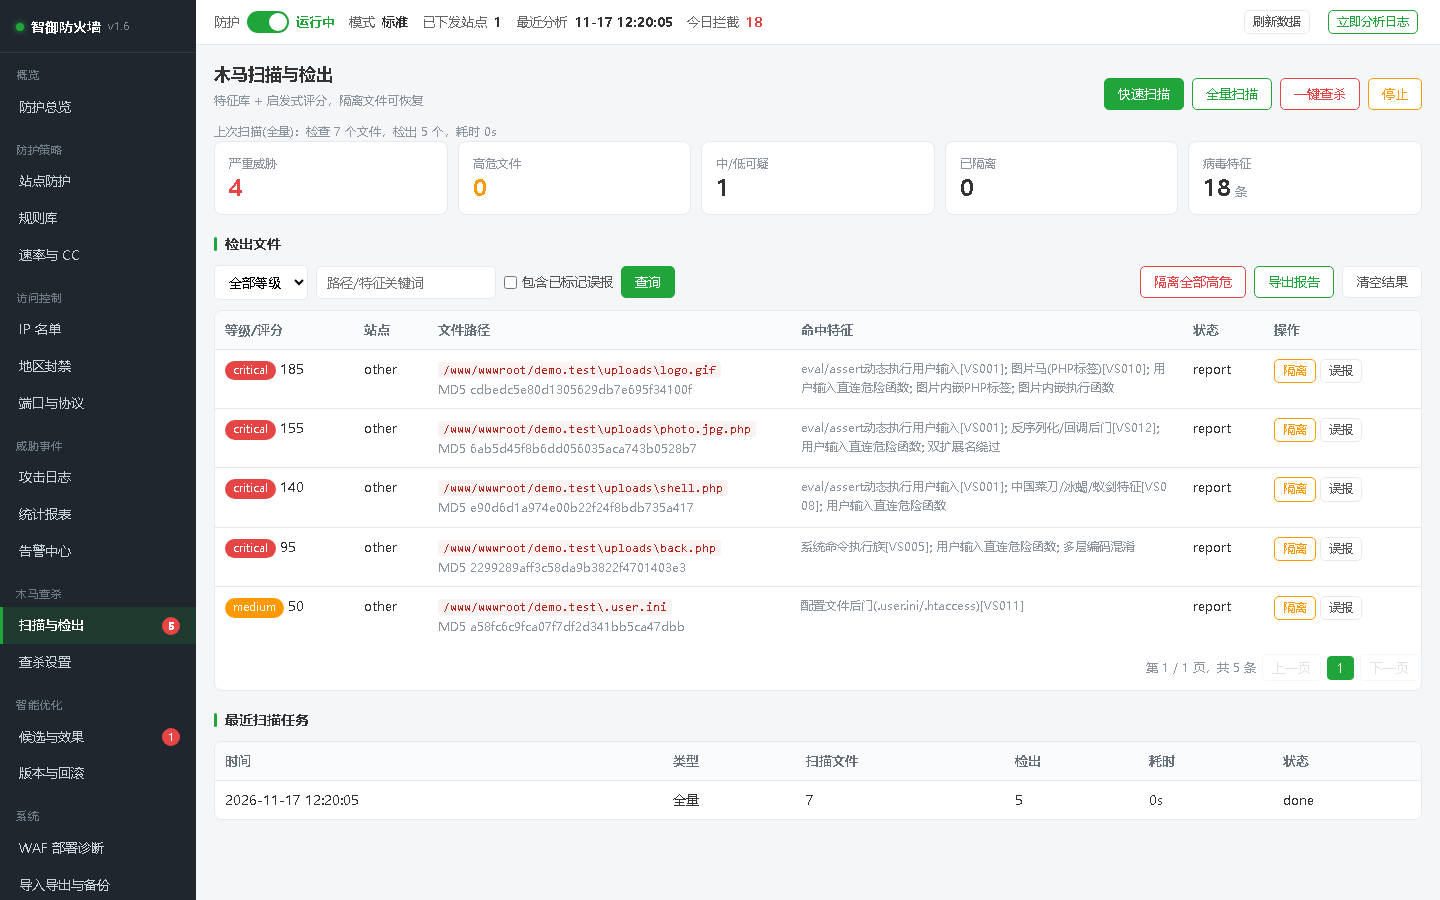 智御防火墙 v1.6
防护 运行中 模式 标准 已下发站点 1 最近分析 11-17 12:20:05 今日拦截 18 刷新数据 立即分析日志
概览
防护总览
防护策略
站点防护
规则库
速率与 CC
访问控制
IP 名单
地区封禁
端口与协议
威胁事件
攻击日志
统计报表
告警中心
木马查杀
扫描与检出 5
查杀设置
智能优化
候选与效果 1
版本与回滚
系统
WAF 部署诊断
导入导出与备份
木马扫描与检出
特征库 + 启发式评分，隔离文件可恢复
快速扫描 全量扫描 一键查杀 停止
上次扫描(全量)：检查 7 个文件，检出 5 个，耗时 0s
严重威胁 高危文件 中/低可疑 已隔离 病毒特征
4 0 1 0 18 条
检出文件
全部等级 路径/特征关键词 包含已标记误报 查询 隔离全部高危 导出报告 清空结果
等级/评分 站点 文件路径 命中特征 状态 操作
critical 185 other /www/wwwroot/demo.test\uploads\logo.gif eval/assert动态执行用户输入[VS001]; 图片马(PHP标签)[VS010]; 用 report 隔离 误报
MD5 cdbedc5e80d1305629db7e695f34100f 户输入直连危险函数; 图片内嵌PHP标签; 图片内嵌执行函数
critical 155 other /www/wwwroot/demo.test\uploads\photo.jpg.php eval/assert动态执行用户输入[VS001]; 反序列化/回调后门[VS012]; report 隔离 误报
MD5 6ab5d45f8b6dd056035aca743b0528b7 用户输入直连危险函数; 双扩展名绕过
critical 140 other /www/wwwroot/demo.test\uploads\shell.php eval/assert动态执行用户输入[VS001]; 中国菜刀/冰蝎/蚁剑特征[VS0 report 隔离 误报
MD5 e90d6d1a974e00b22f24f8bdb735a417 08]; 用户输入直连危险函数
critical 95 other /www/wwwroot/demo.test\uploads\back.php 系统命令执行族[VS005]; 用户输入直连危险函数; 多层编码混淆 report 隔离 误报
MD5 2299289aff3c58da9b3822f4701403e3
medium 50 other /www/wwwroot/demo.test\.user.ini 配置文件后门(.user.ini/.htaccess)[VS011] report 隔离 误报
MD5 a58fc6c9fca07f7df2d341bb5ca47dbb
第 1 / 1 页，共 5 条 上一页 1 下一页
最近扫描任务
时间 类型 扫描文件 检出 耗时 状态
2026-11-17 12:20:05 全量 7 5 0s done